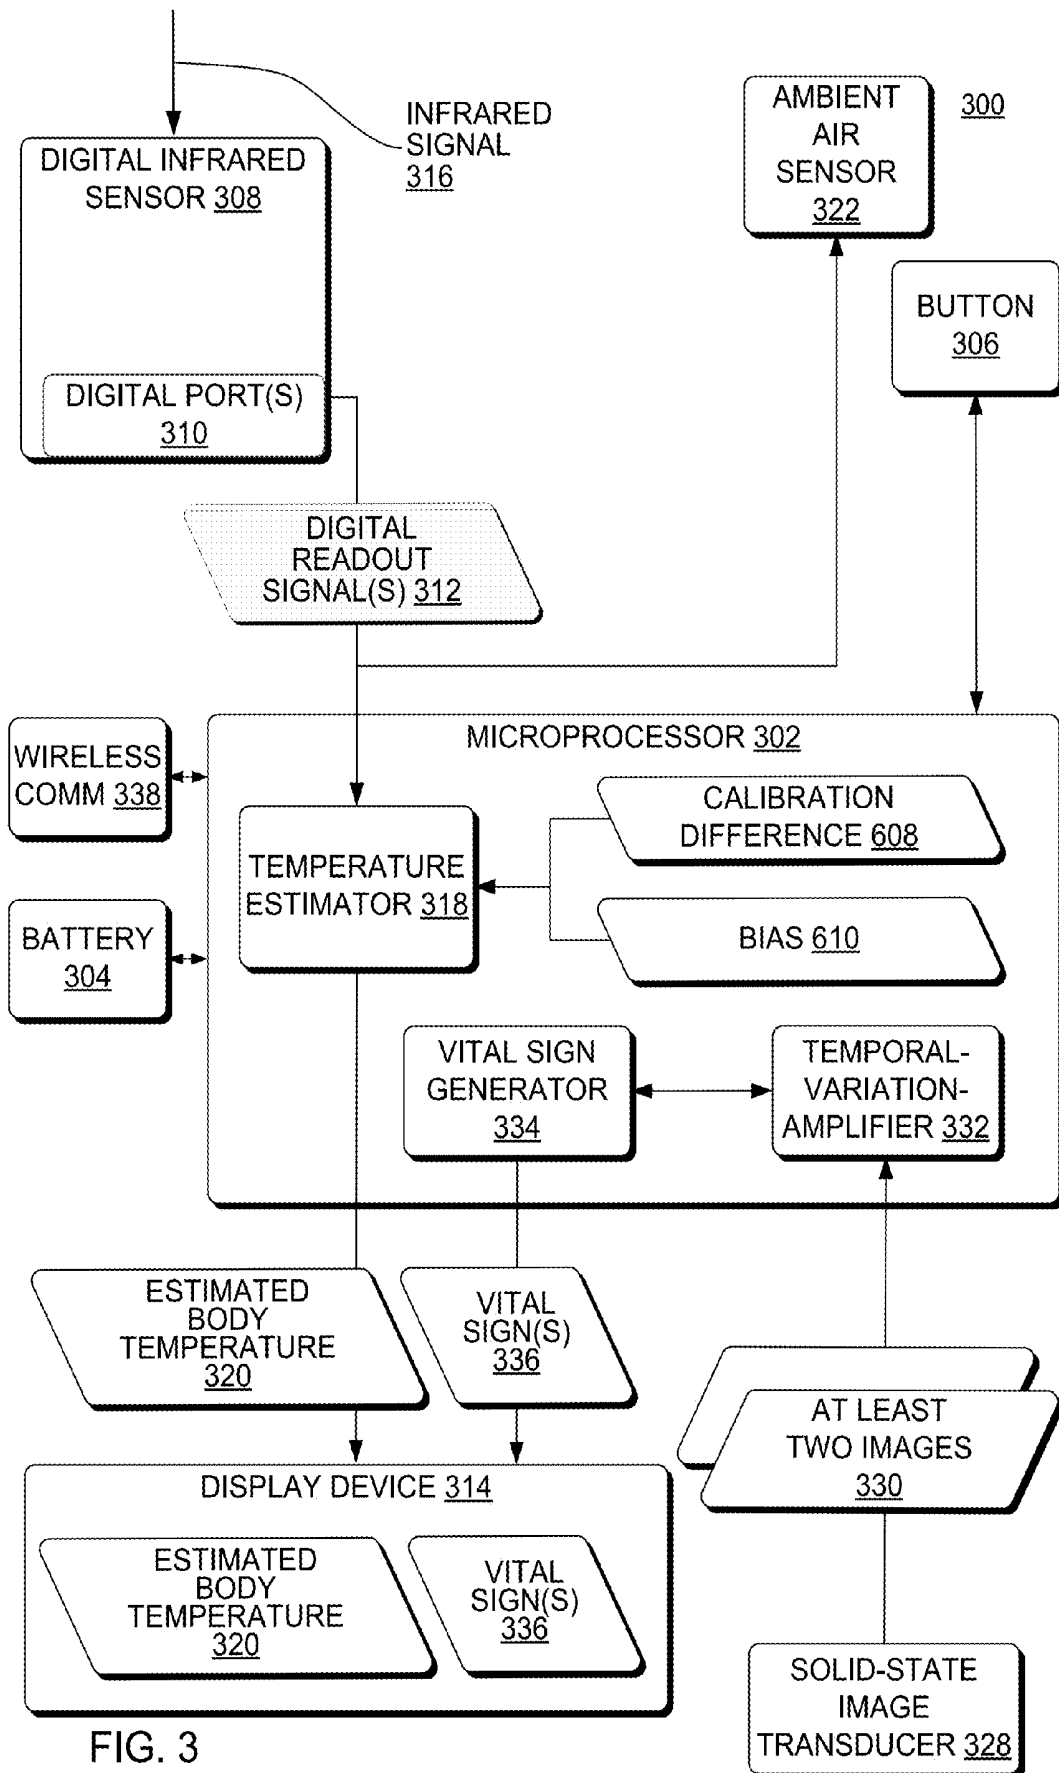 INFRARED
SIGNAL
316
AMBIENT
AIR
SENSOR
322
300
DIGITAL INFRARED
SENSOR 308
BUTTON
306
DIGITAL PORT(S)
310
DIGITAL
READOUT
SIGNAL(S) 312
MICROPROCESSOR 302
WIRELESS
COMM 338
CALIBRATION
DIFFERENCE 608
TEMPERATURE
ESTIMATOR 318
BATTERY
304
BIAS 610
VITAL SIGN
GENERATOR
334
TEMPORAL-
VARIATION-
AMPLIFIER 332
ESTIMATED
BODY
TEMPERATURE
320
VITAL
SIGN(S)
336
AT LEAST
TWO IMAGES
330
DISPLAY DEVICE 314
ESTIMATED
BODY
TEMPERATURE
320
VITAL
SIGN(S)
336
SOLID-STATE
IMAGE
TRANSDUCER 328
FIG. 3